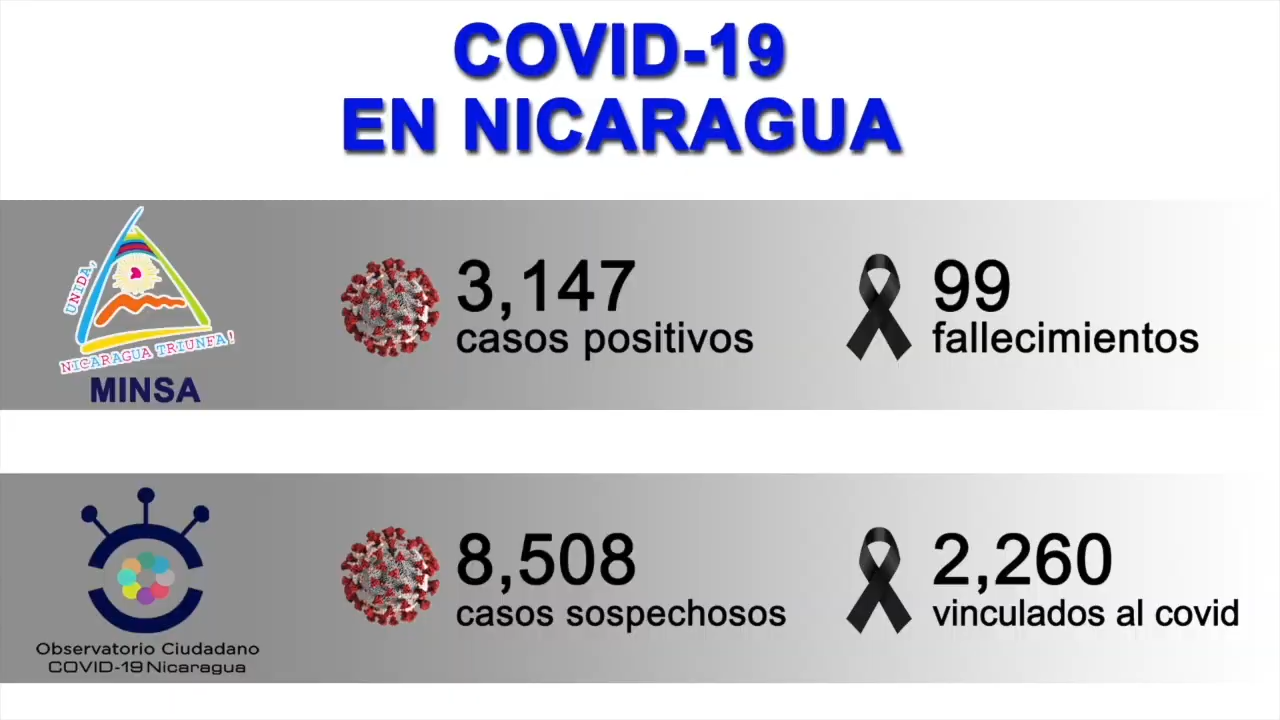 COVID-19
EN NICARAGUA
UNIDA,
NICARAGUA TRIUNFA!
MINSA
3,147
casos positivos
99
fallecimientos
Observatorio Ciudadano
COVID-19 Nicaragua
8,508
casos sospechosos
2,260
vinculados al covid